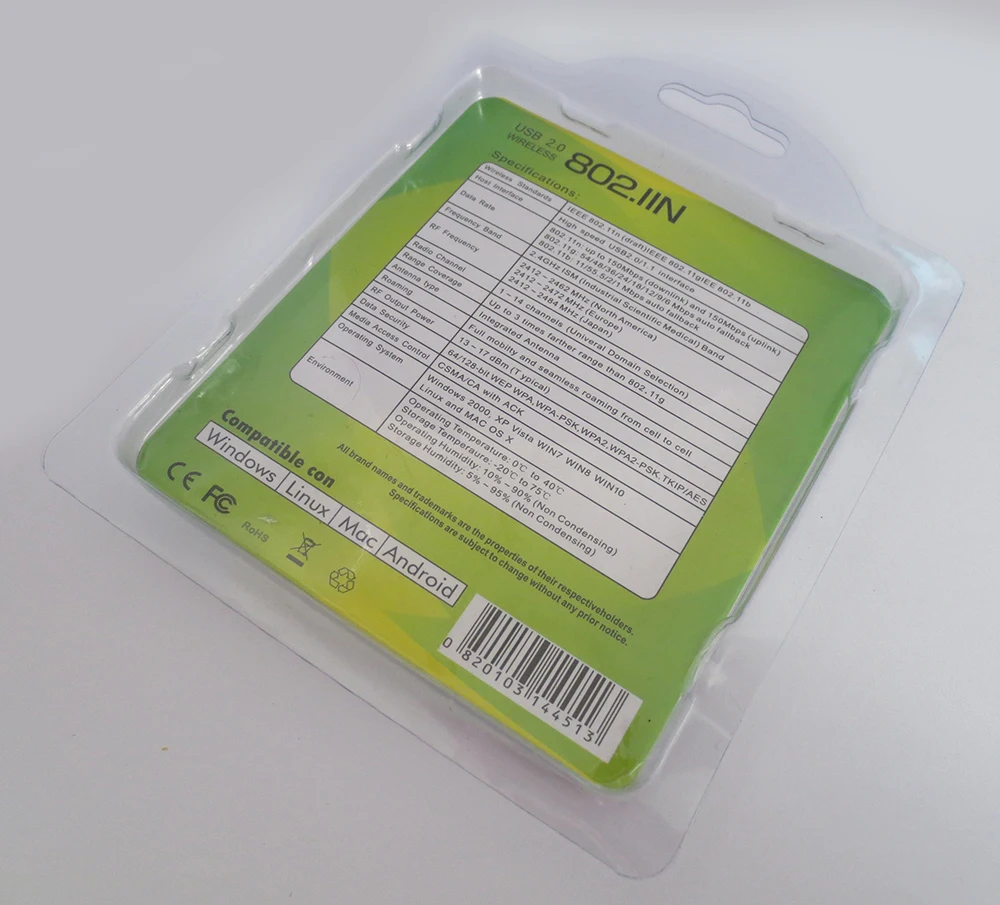 USB 2.0
WIRELESS 802.IIN
Specifications:
Wireless Standards IEEE 802.11n (draft)IEEE 802.11gIEEE 802.11b
Host Interface High speed USB2.0/1.1 interface
Data Rate 802.11n: up to 150Mbps (downlink) and 150Mbps (uplink)
802.11g: 54/48/36/24/18/12/9/6 Mbps auto fallback
802.11b: 11/55.5/2/1 Mbps auto fallback
Frequency Band 2.4GHz ISM (Industrial Scientific Medical) Band
RF Frequency 2412~2462 MHz (North America)
2412~2472 MHz (Europe)
2412~2484 MHz (Japan)
Radio Channel 1~14 channels (Univeral Domain Selection)
Range Coverage Up to 3 times farther range than 802.11g
Antenna type Integrated Antenna
Roaming Full mobility and seamless roaming from cell to cell
RF Output Power 13~17 dBm (Typical)
Data Security 64/128-bit WEP WPA,WPA-PSK,WPA2,WPA2-PSK,TKIP/AES
Media Access Control CSMA/CA with ACK
Operating System Windows 2000, XP Vista WIN7 WIN8 WIN10
Linux and MAC OS X
Environment Operating Temperature: 0℃ to 40℃
Storage Temperaure: -20℃ to 75℃
Operating Humidity: 10%~90% (Non Condensing)
Storage Humidity: 5%~95% (Non Condensing)
All brand names and trademarks are the properties of their respectiveholders.
Specifications are subject to change without any prior notice.
Compatible con
Windows | Linux | Mac | Android
CE FC RoHS
0 820103 144513